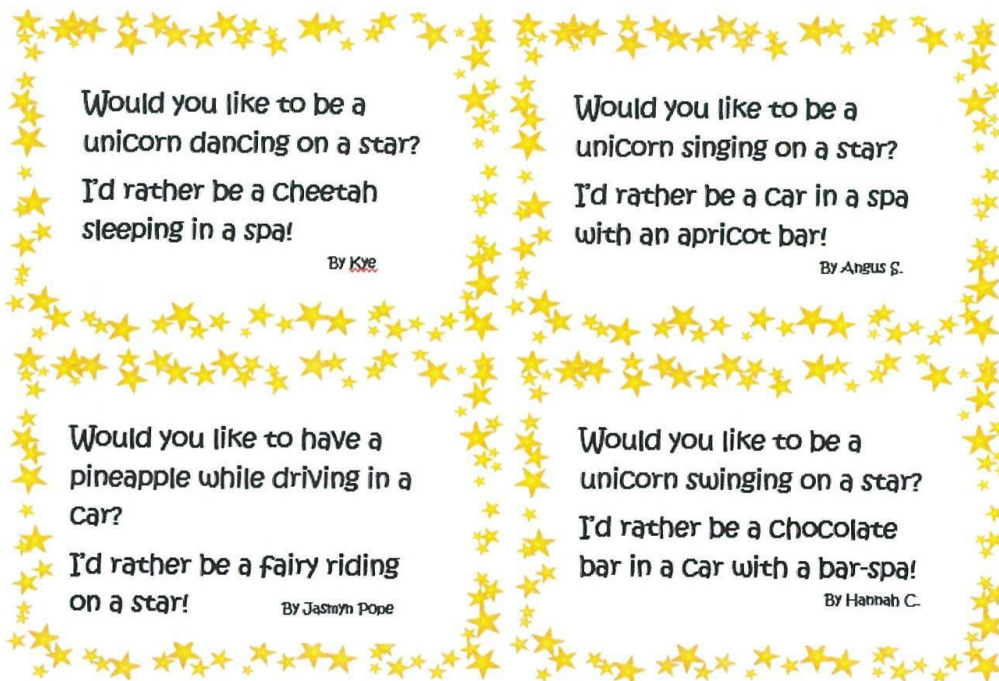 Would you like to be a
unicorn dancing on a star?
I'd rather be a cheetah
sleeping in a spa!
By Kye
Would you like to be a
unicorn singing on a star?
I'd rather be a car in a spa
with an apricot bar!
By Angus S.
Would you like to have a
pineapple while driving in a
car?
I'd rather be a fairy riding
on a star!
By Jasmyn Pope
Would you like to be a
unicorn swinging on a star?
I'd rather be a chocolate
bar in a car with a bar-spa!
By Hannah C.